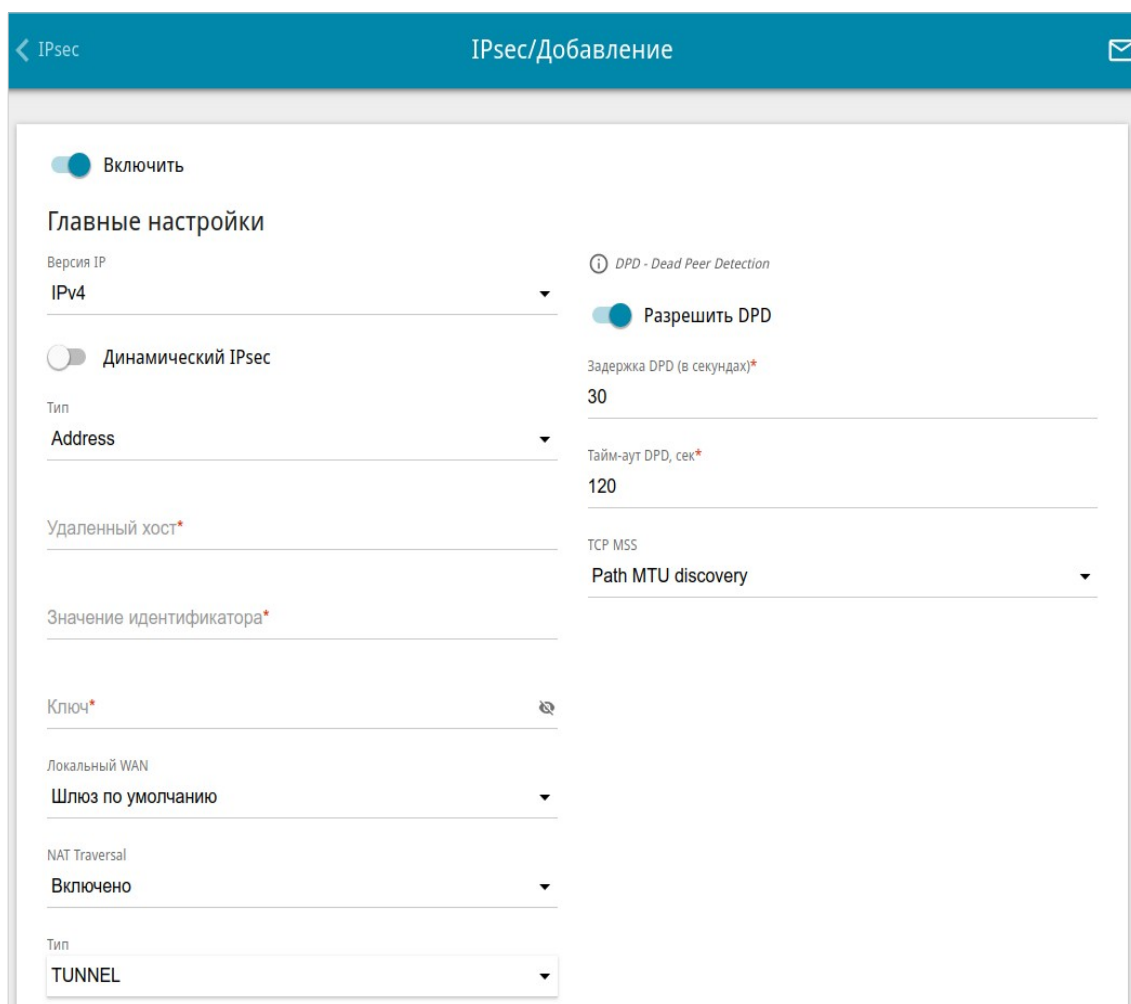 IPsec
IPsec/Добавление
Включить
Главные настройки
Версия IP
IPv4
Динамический IPsec
Тип
Address
Удаленный хост*
Значение идентификатора*
Ключ*
Локальный WAN
Шлюз по умолчанию
NAT Traversal
Включено
Тип
TUNNEL
DPD - Dead Peer Detection
Разрешить DPD
Задержка DPD (в секундах)*
30
Тайм-аут DPD, сек*
120
TCP MSS
Path MTU discovery